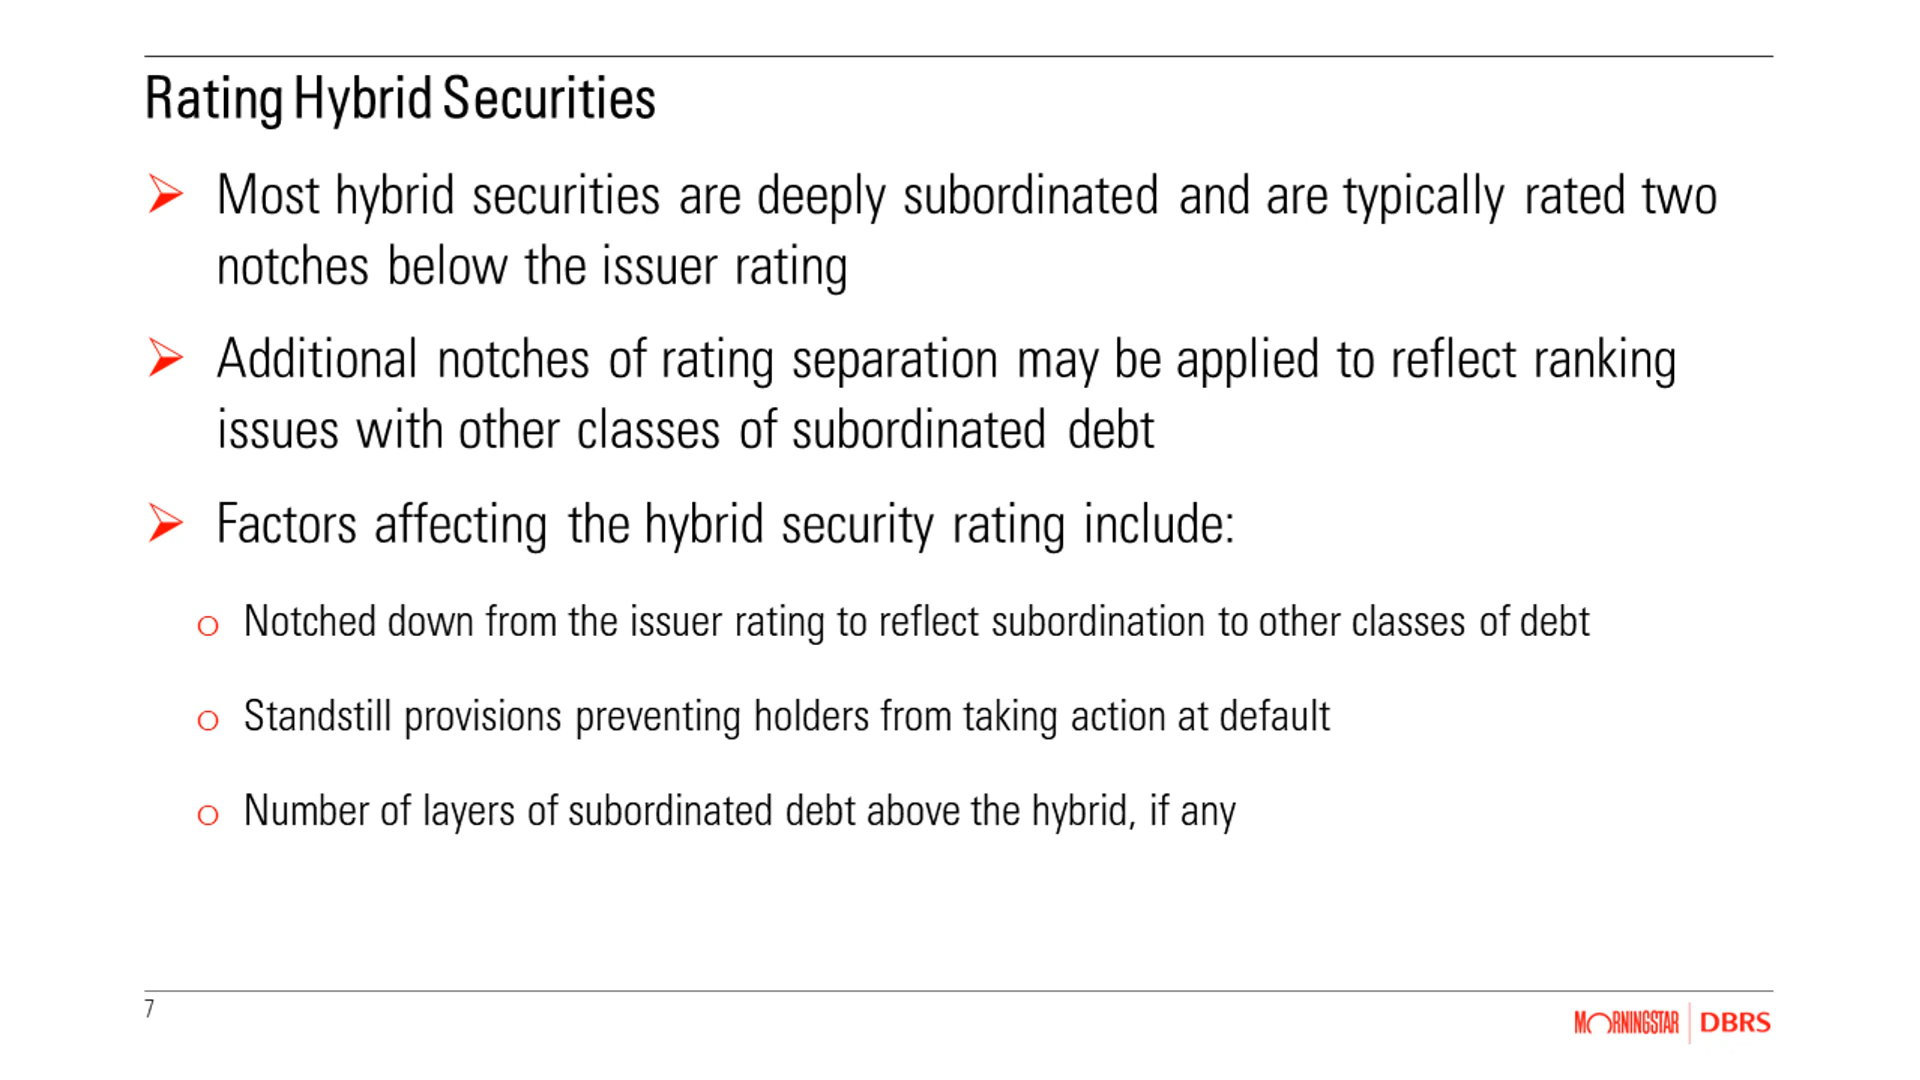 Rating Hybrid Securities
Most hybrid securities are deeply subordinated and are typically rated two
notches below the issuer rating
Additional notches of rating separation may be applied to reflect ranking
issues with other classes of subordinated debt
Factors affecting the hybrid security rating include:
o Notched down from the issuer rating to reflect subordination to other classes of debt
o Standstill provisions preventing holders from taking action at default
o Number of layers of subordinated debt above the hybrid, if any
7
MORNINGSTAR | DBRS